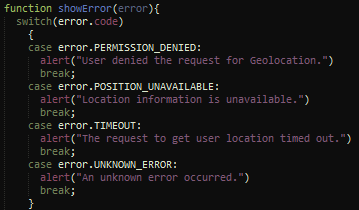 function showError(error){
  switch(error.code)
    {
    case error.PERMISSION_DENIED:
      alert("User denied the request for Geolocation.")
      break;
    case error.POSITION_UNAVAILABLE:
      alert("Location information is unavailable.")
      break;
    case error.TIMEOUT:
      alert("The request to get user location timed out.")
      break;
    case error.UNKNOWN_ERROR:
      alert("An unknown error occurred.")
      break;
    }